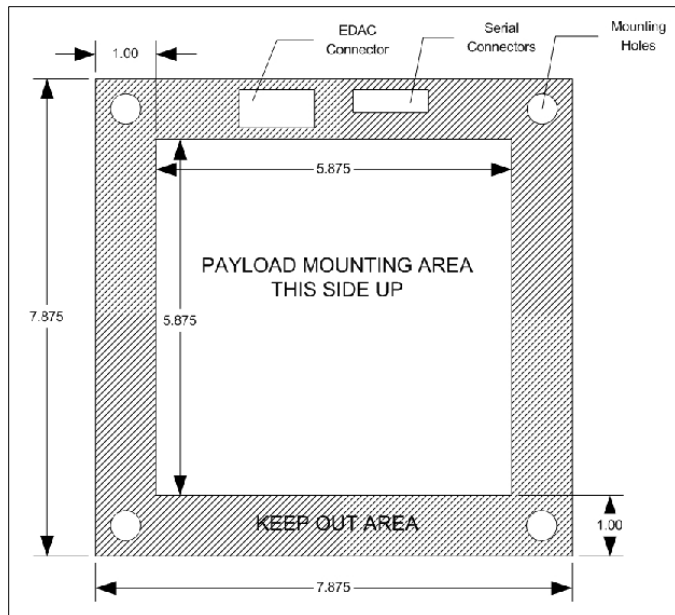 EDAC
Connector
Serial
Connectors
Mounting
Holes
1.00
5.875
PAYLOAD MOUNTING AREA
THIS SIDE UP
7.875
5.875
KEEP OUT AREA
1.00
7.875